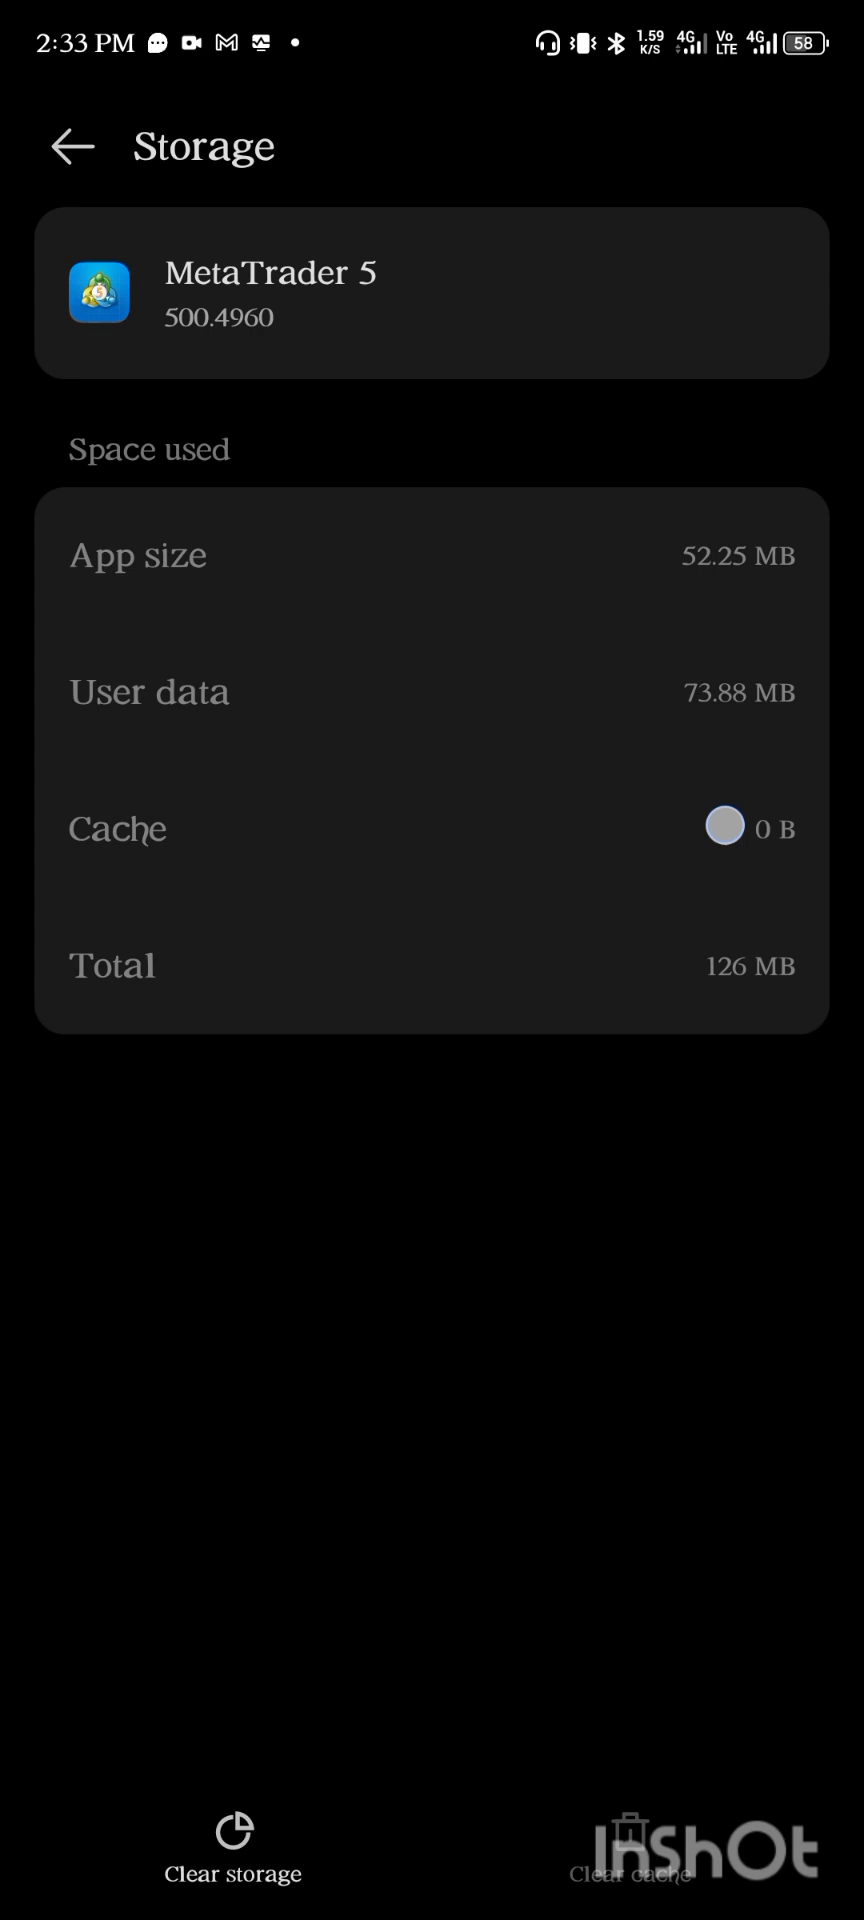 2:33 PM 1.59 K/S 4G Vo LTE 4G 58
Storage
MetaTrader 5
500.4960
Space used
App size 52.25 MB
User data 73.88 MB
Cache 0 B
Total 126 MB
Clear storage Clear cache
InShOt